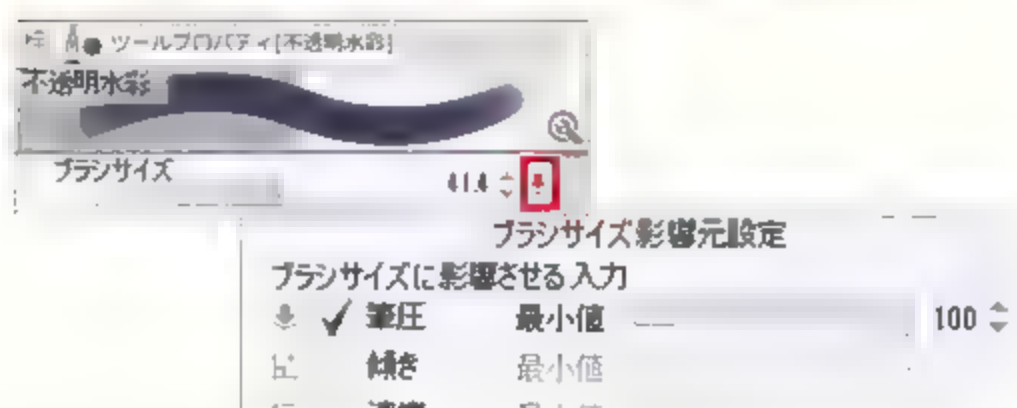 ツールプロパティ[不透明水彩]
不透明水彩
ブラシサイズ 41.4
ブラシサイズ影響元設定
ブラシサイズに影響させる入力
筆圧 最小値 100
傾き 最小値